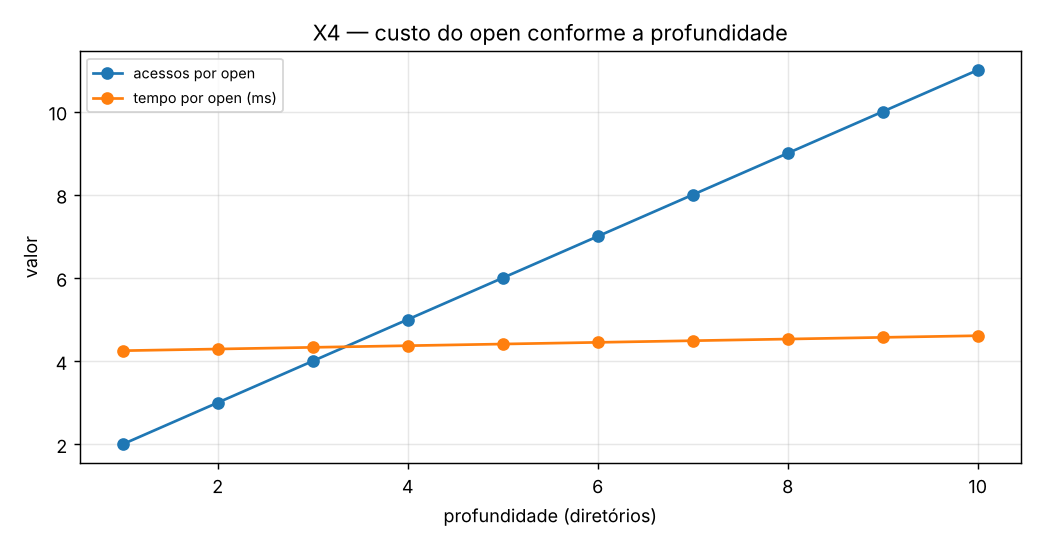 X4 — custo do open conforme a profundidade
acessos por open
tempo por open (ms)
valor
10
8
6
4
2
2
4
6
8
10
profundidade (diretórios)